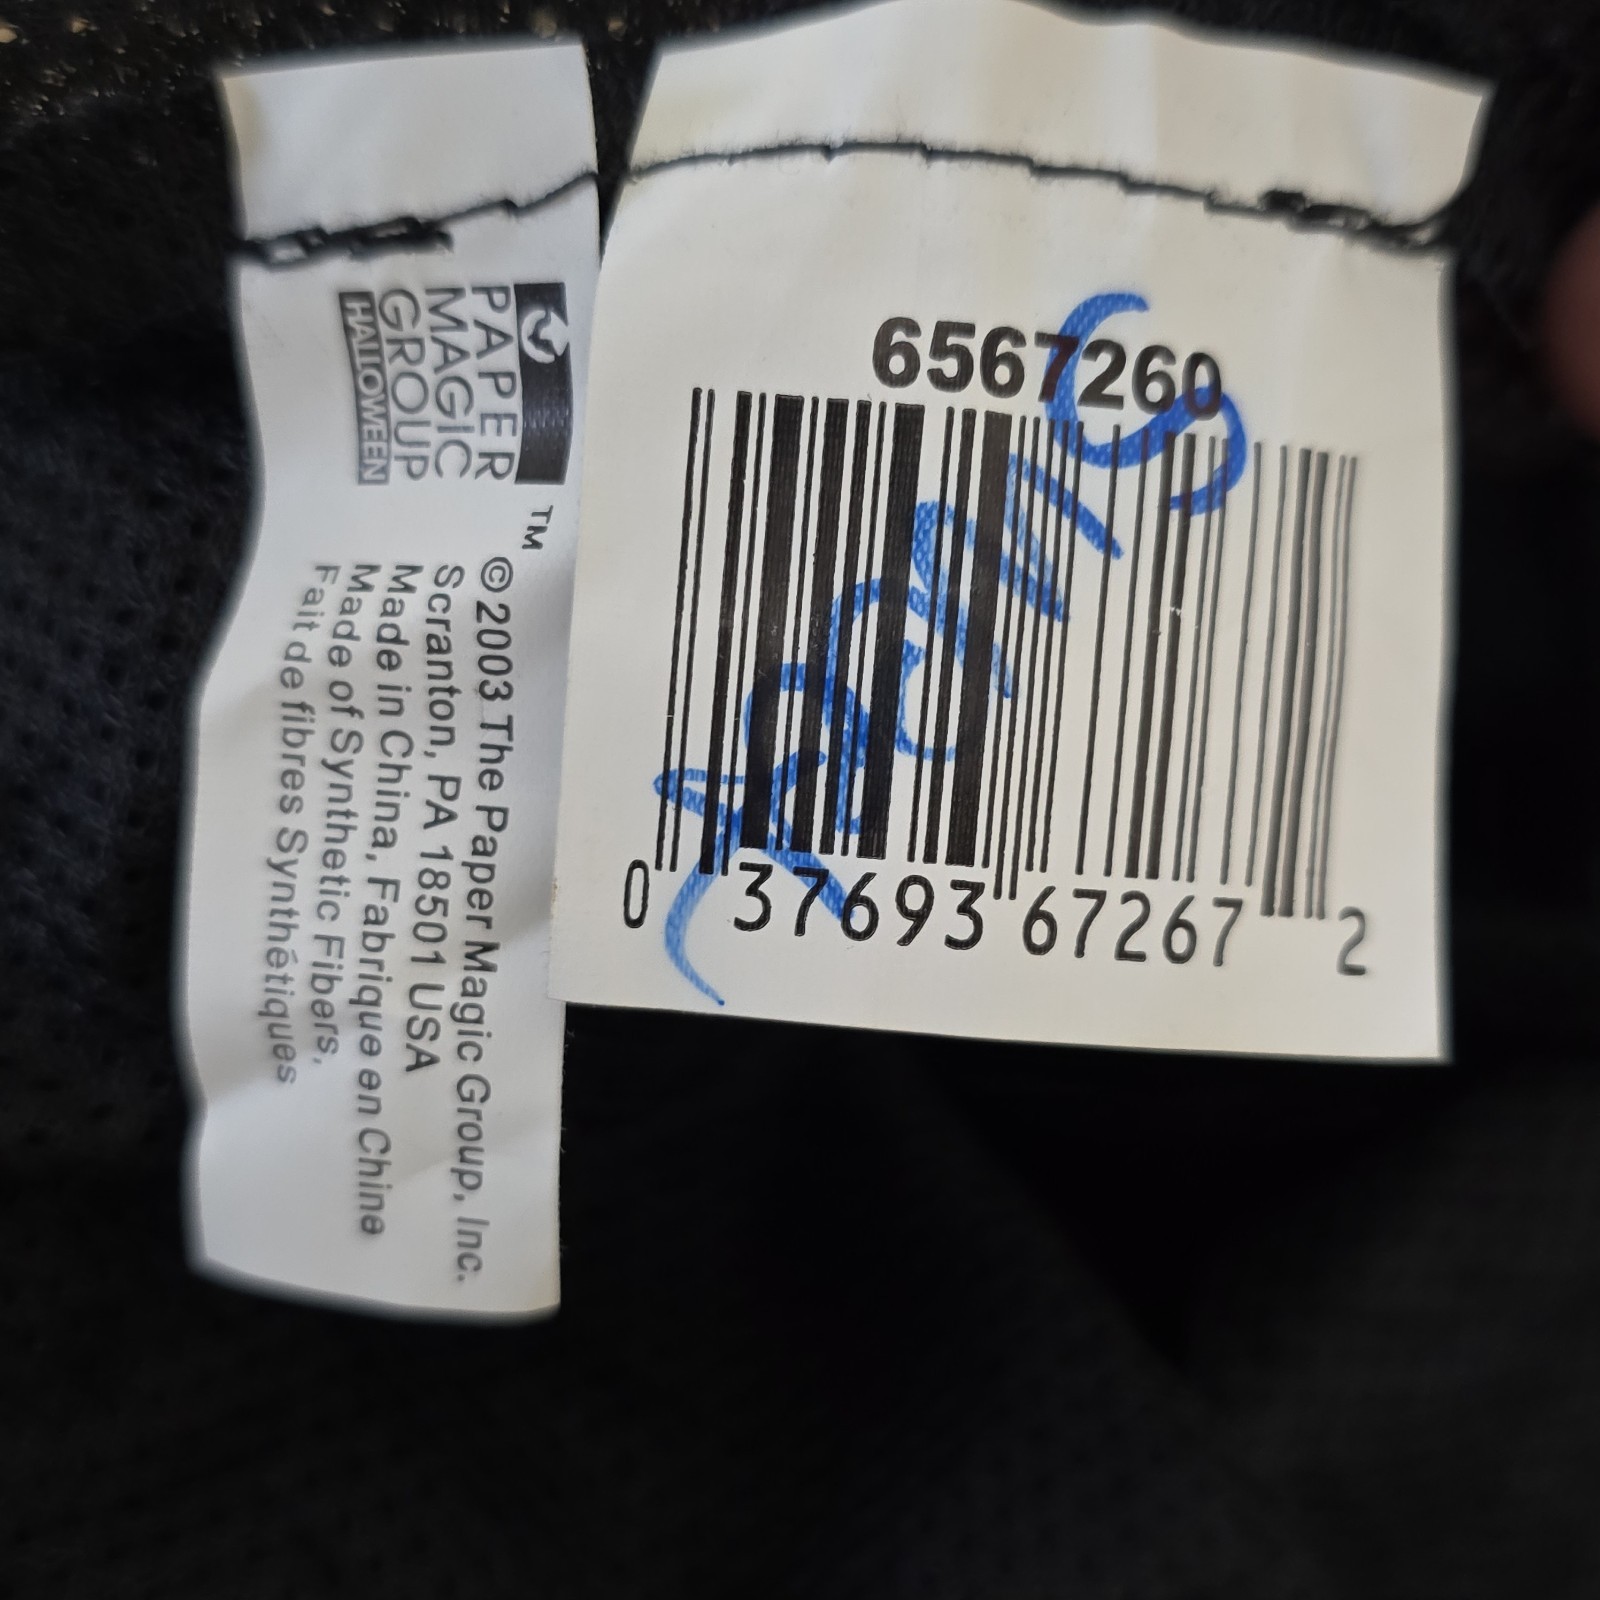 PAPER
MAGIC
GROUP
HALLOWEEN
TM
©2003 The Paper Magic Group, Inc.
Scranton, PA 18501 USA
Made in China, Fabrique en China
Made of Synthetic Fibers,
Fait de fibres Synthétiques
6567260
0 37693 67267 2